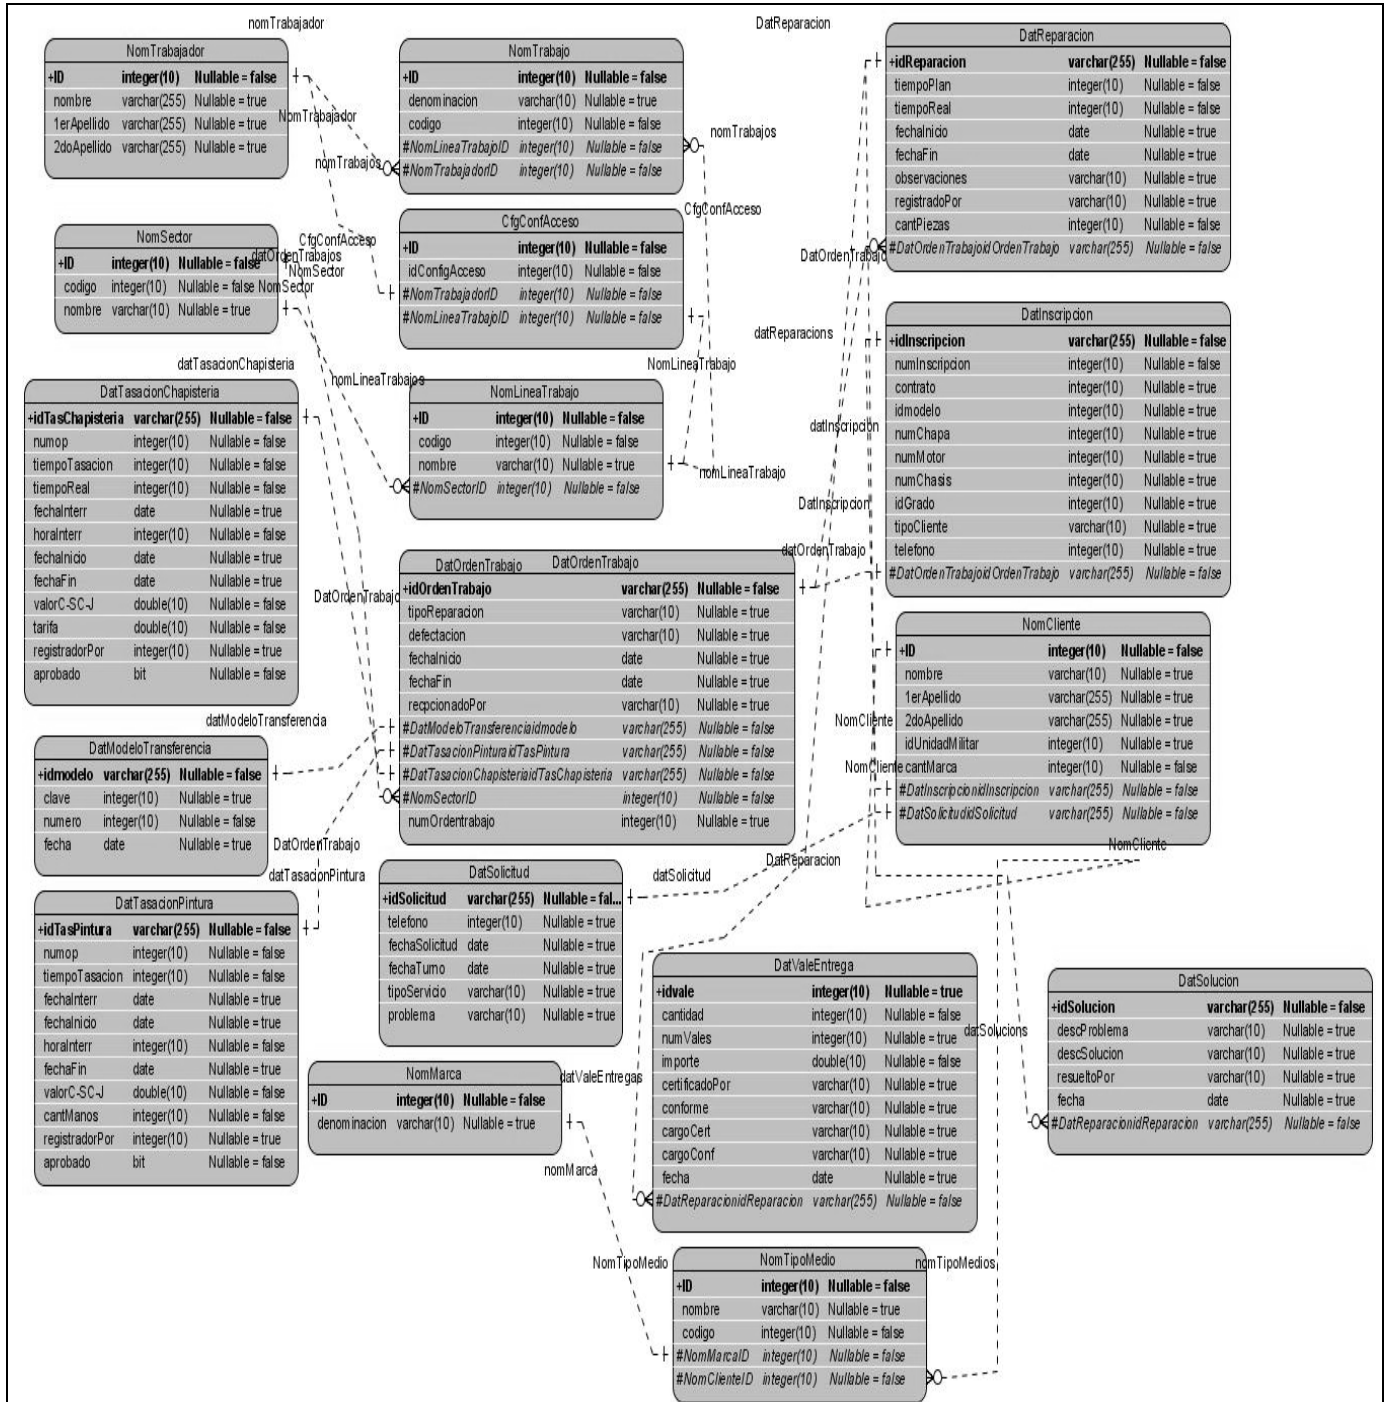 nomTrabajador
DatReparacion
NomTrabajador
+ID integer(10) Nullable = false
nombre varchar(255) Nullable = true
1erApellido varchar(255) Nullable = true
2doApellido varchar(255) Nullable = true
NomTrabajador
nomTrabajos
NomTrabajo
+ID integer(10) Nullable = false
denominacion varchar(10) Nullable = true
codigo integer(10) Nullable = false
#NomLineaTrabajoID integer(10) Nullable = false
#NomTrabajadorID integer(10) Nullable = false
nomTrabajos
DatReparacion
+idReparacion varchar(255) Nullable = false
tiempoPlan integer(10) Nullable = false
tiempoReal integer(10) Nullable = false
fechaInicio date Nullable = true
fechaFin date Nullable = true
observaciones varchar(10) Nullable = true
registradoPor varchar(10) Nullable = true
cantPiezas integer(10) Nullable = false
#DatOrdenTrabajoidOrdenTrabajo varchar(255) Nullable = false
DatOrdenTrabajo
NomSector
+ID integer(10) Nullable = false
codigo integer(10) Nullable = false
nombre varchar(10) Nullable = true
CfgConfAcceso
datOrdenTrabajos
NomSector
NomSector
CfgConfAcceso
CfgConfAcceso
+ID integer(10) Nullable = false
idConfigAcceso integer(10) Nullable = false
#NomTrabajadorID integer(10) Nullable = false
#NomLineaTrabajoID integer(10) Nullable = false
NomLineaTrabajo
datReparacions
DatInscripcion
+idInscripcion varchar(255) Nullable = false
numInscripcion integer(10) Nullable = false
contrato integer(10) Nullable = true
idmodelo integer(10) Nullable = true
numChapa integer(10) Nullable = true
numMotor integer(10) Nullable = true
numChasis integer(10) Nullable = true
idGrado integer(10) Nullable = true
tipoCliente varchar(10) Nullable = true
telefono integer(10) Nullable = true
#DatOrdenTrabajoidOrdenTrabajo varchar(255) Nullable = false
datInscripcion
DatInscripcion
datOrdenTrabajo
datTasacionChapisteria
DatTasacionChapisteria
+idTasChapisteria varchar(255) Nullable = false
numop integer(10) Nullable = false
tiempoTasacion integer(10) Nullable = false
tiempoReal integer(10) Nullable = false
fechaInterr date Nullable = true
horaInterr integer(10) Nullable = false
fechaInicio date Nullable = true
fechaFin date Nullable = true
valorC-SC-J double(10) Nullable = false
tarifa double(10) Nullable = false
registradorPor integer(10) Nullable = true
aprobado bit Nullable = false
nomLineaTrabajos
NomLineaTrabajo
+ID integer(10) Nullable = false
codigo integer(10) Nullable = false
nombre varchar(10) Nullable = true
#NomSectorID integer(10) Nullable = false
nomLineaTrabajo
DatOrdenTrabajo
DatOrdenTrabajo DatOrdenTrabajo
+idOrdenTrabajo varchar(255) Nullable = false
tipoReparacion varchar(10) Nullable = true
defectacion varchar(10) Nullable = true
fechaInicio date Nullable = true
fechaFin date Nullable = true
recpcionadoPor varchar(10) Nullable = true
#DatModeloTransferenciaidmodelo varchar(255) Nullable = false
#DatTasacionPinturaidTasPintura varchar(255) Nullable = false
#DatTasacionChapisteriaidTasChapisteria varchar(255) Nullable = false
#NomSectorID integer(10) Nullable = false
numOrdentrabajo integer(10) Nullable = true
NomCliente
+ID integer(10) Nullable = false
nombre varchar(10) Nullable = true
1erApellido varchar(255) Nullable = true
2doApellido varchar(255) Nullable = true
idUnidadMilitar integer(10) Nullable = true
cantMarca integer(10) Nullable = false
#DatInscripcionidInscripcion varchar(255) Nullable = false
#DatSolicitudidSolicitud varchar(255) Nullable = false
NomCliente
NomCliente
NomCliente
datModeloTransferencia
DatModeloTransferencia
+idmodelo varchar(255) Nullable = false
clave integer(10) Nullable = true
numero integer(10) Nullable = false
fecha date Nullable = true
DatOrdenTrabajo
datTasacionPintura
DatTasacionPintura
+idTasPintura varchar(255) Nullable = false
numop integer(10) Nullable = false
tiempoTasacion integer(10) Nullable = false
fechaInterr date Nullable = true
fechaInicio date Nullable = true
horaInterr integer(10) Nullable = false
fechaFin date Nullable = true
valorC-SC-J double(10) Nullable = false
cantManos integer(10) Nullable = false
registradorPor integer(10) Nullable = true
aprobado bit Nullable = false
DatSolicitud
+idSolicitud varchar(255) Nullable = fal...
telefono integer(10) Nullable = true
fechaSolicitud date Nullable = true
fechaTurno date Nullable = true
tipoServicio varchar(10) Nullable = true
problema varchar(10) Nullable = true
datSolicitud
DatReparacion
DatValeEntrega
+idvale integer(10) Nullable = true
cantidad integer(10) Nullable = false
numVales integer(10) Nullable = true
importe double(10) Nullable = false
certificadoPor varchar(10) Nullable = true
conforme varchar(10) Nullable = true
cargoCert varchar(10) Nullable = true
cargoConf varchar(10) Nullable = true
fecha date Nullable = true
#DatReparacionidReparacion varchar(255) Nullable = false
datSolucions
DatSolucion
+idSolucion varchar(255) Nullable = false
descProblema varchar(10) Nullable = true
descSolucion varchar(10) Nullable = true
resueltoPor varchar(10) Nullable = true
fecha date Nullable = true
#DatReparacionidReparacion varchar(255) Nullable = false
NomMarca
+ID integer(10) Nullable = false
denominacion varchar(10) Nullable = true
datValeEntregas
nomMarca
NomTipoMedio
nomTipoMedios
NomTipoMedio
+ID integer(10) Nullable = false
nombre varchar(10) Nullable = true
codigo integer(10) Nullable = false
#NomMarcaID integer(10) Nullable = false
#NomClienteID integer(10) Nullable = false